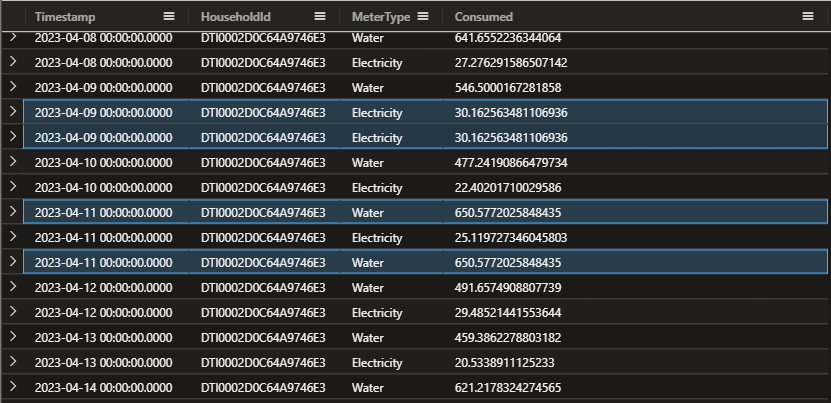 Timestamp HouseholdId MeterType Consumed
2023-04-08 00:00:00.0000 DTI0002D0C64A9746E3 Water 641.6552236344064
2023-04-08 00:00:00.0000 DTI0002D0C64A9746E3 Electricity 27.276291586507142
2023-04-09 00:00:00.0000 DTI0002D0C64A9746E3 Water 546.5000167281858
2023-04-09 00:00:00.0000 DTI0002D0C64A9746E3 Electricity 30.162563481106936
2023-04-09 00:00:00.0000 DTI0002D0C64A9746E3 Electricity 30.162563481106936
2023-04-10 00:00:00.0000 DTI0002D0C64A9746E3 Water 477.24190866479734
2023-04-10 00:00:00.0000 DTI0002D0C64A9746E3 Electricity 22.40201710029586
2023-04-11 00:00:00.0000 DTI0002D0C64A9746E3 Water 650.5772025848435
2023-04-11 00:00:00.0000 DTI0002D0C64A9746E3 Electricity 25.119727346045803
2023-04-11 00:00:00.0000 DTI0002D0C64A9746E3 Water 650.5772025848435
2023-04-12 00:00:00.0000 DTI0002D0C64A9746E3 Water 491.6574908807739
2023-04-12 00:00:00.0000 DTI0002D0C64A9746E3 Electricity 29.48521441553644
2023-04-13 00:00:00.0000 DTI0002D0C64A9746E3 Water 459.3862278803182
2023-04-13 00:00:00.0000 DTI0002D0C64A9746E3 Electricity 20.5338911125233
2023-04-14 00:00:00.0000 DTI0002D0C64A9746E3 Water 621.2178324274565